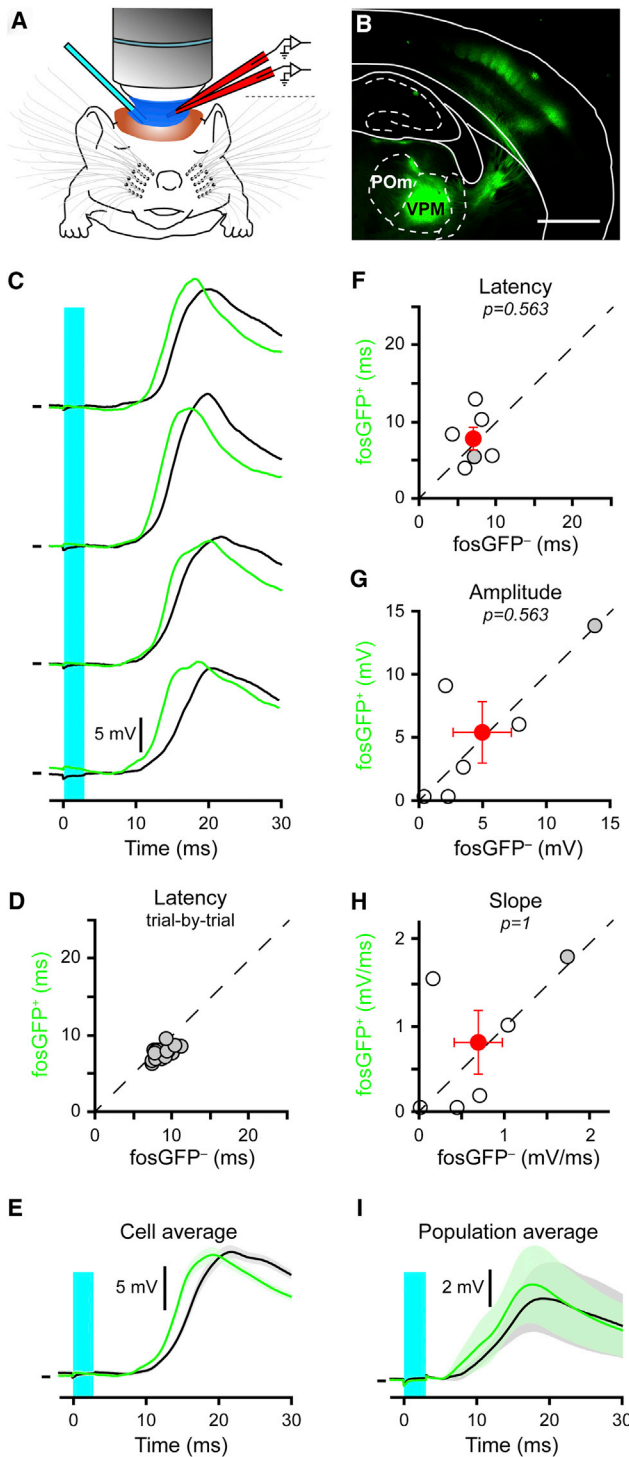 A
B
POm
VPM
C
5 mV
0
10
20
30
Time (ms)
D
Latency
trial-by-trial
fosGFP+ (ms)
20
10
0
0
10
20
fosGFP– (ms)
E
Cell average
5 mV
0
10
20
30
Time (ms)
F
Latency
p=0.563
fosGFP+ (ms)
20
10
0
0
10
20
fosGFP– (ms)
G
Amplitude
p=0.563
fosGFP+ (mV)
15
10
5
0
0
5
10
15
fosGFP– (mV)
H
Slope
p=1
fosGFP+ (mV/ms)
2
1
0
0
1
2
fosGFP– (mV/ms)
I
Population average
2 mV
0
10
20
30
Time (ms)